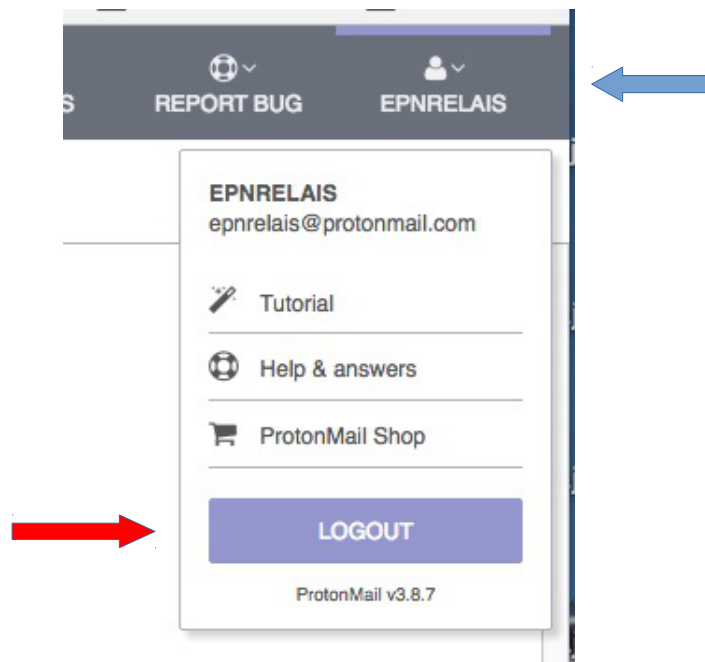 S
REPORT BUG
EPNRELAIS
EPNRELAIS
epnrelais@protonmail.com
Tutorial
Help & answers
ProtonMail Shop
LOGOUT
ProtonMail v3.8.7